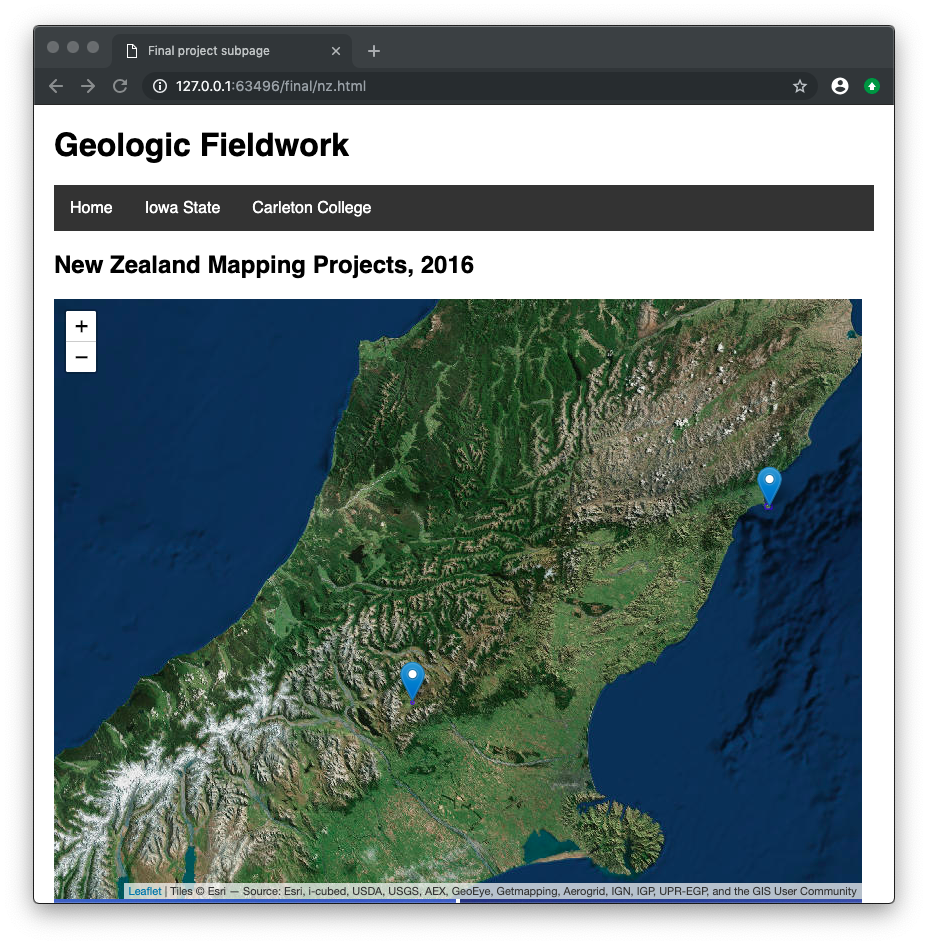 Final project subpage
127.0.0.1:63496/final/nz.html
Geologic Fieldwork
Home Iowa State Carleton College
New Zealand Mapping Projects, 2016
+
−
Leaflet | Tiles © Esri — Source: Esri, i-cubed, USDA, USGS, AEX, GeoEye, Getmapping, Aerogrid, IGN, IGP, UPR-EGP, and the GIS User Community